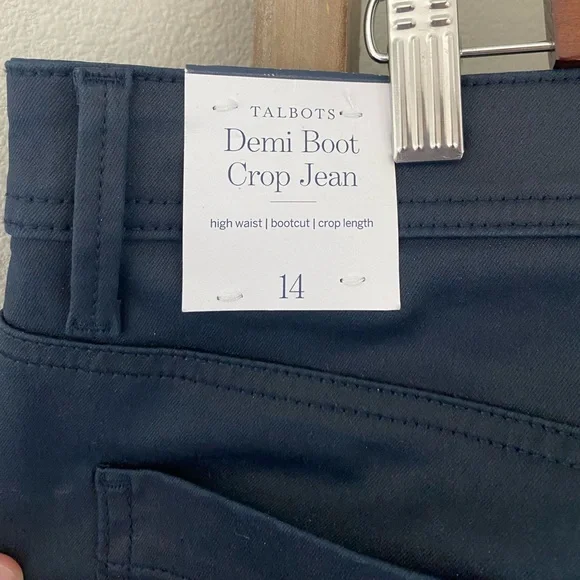 TALBOTS
Demi Boot
Crop Jean
high waist | bootcut | crop length
14